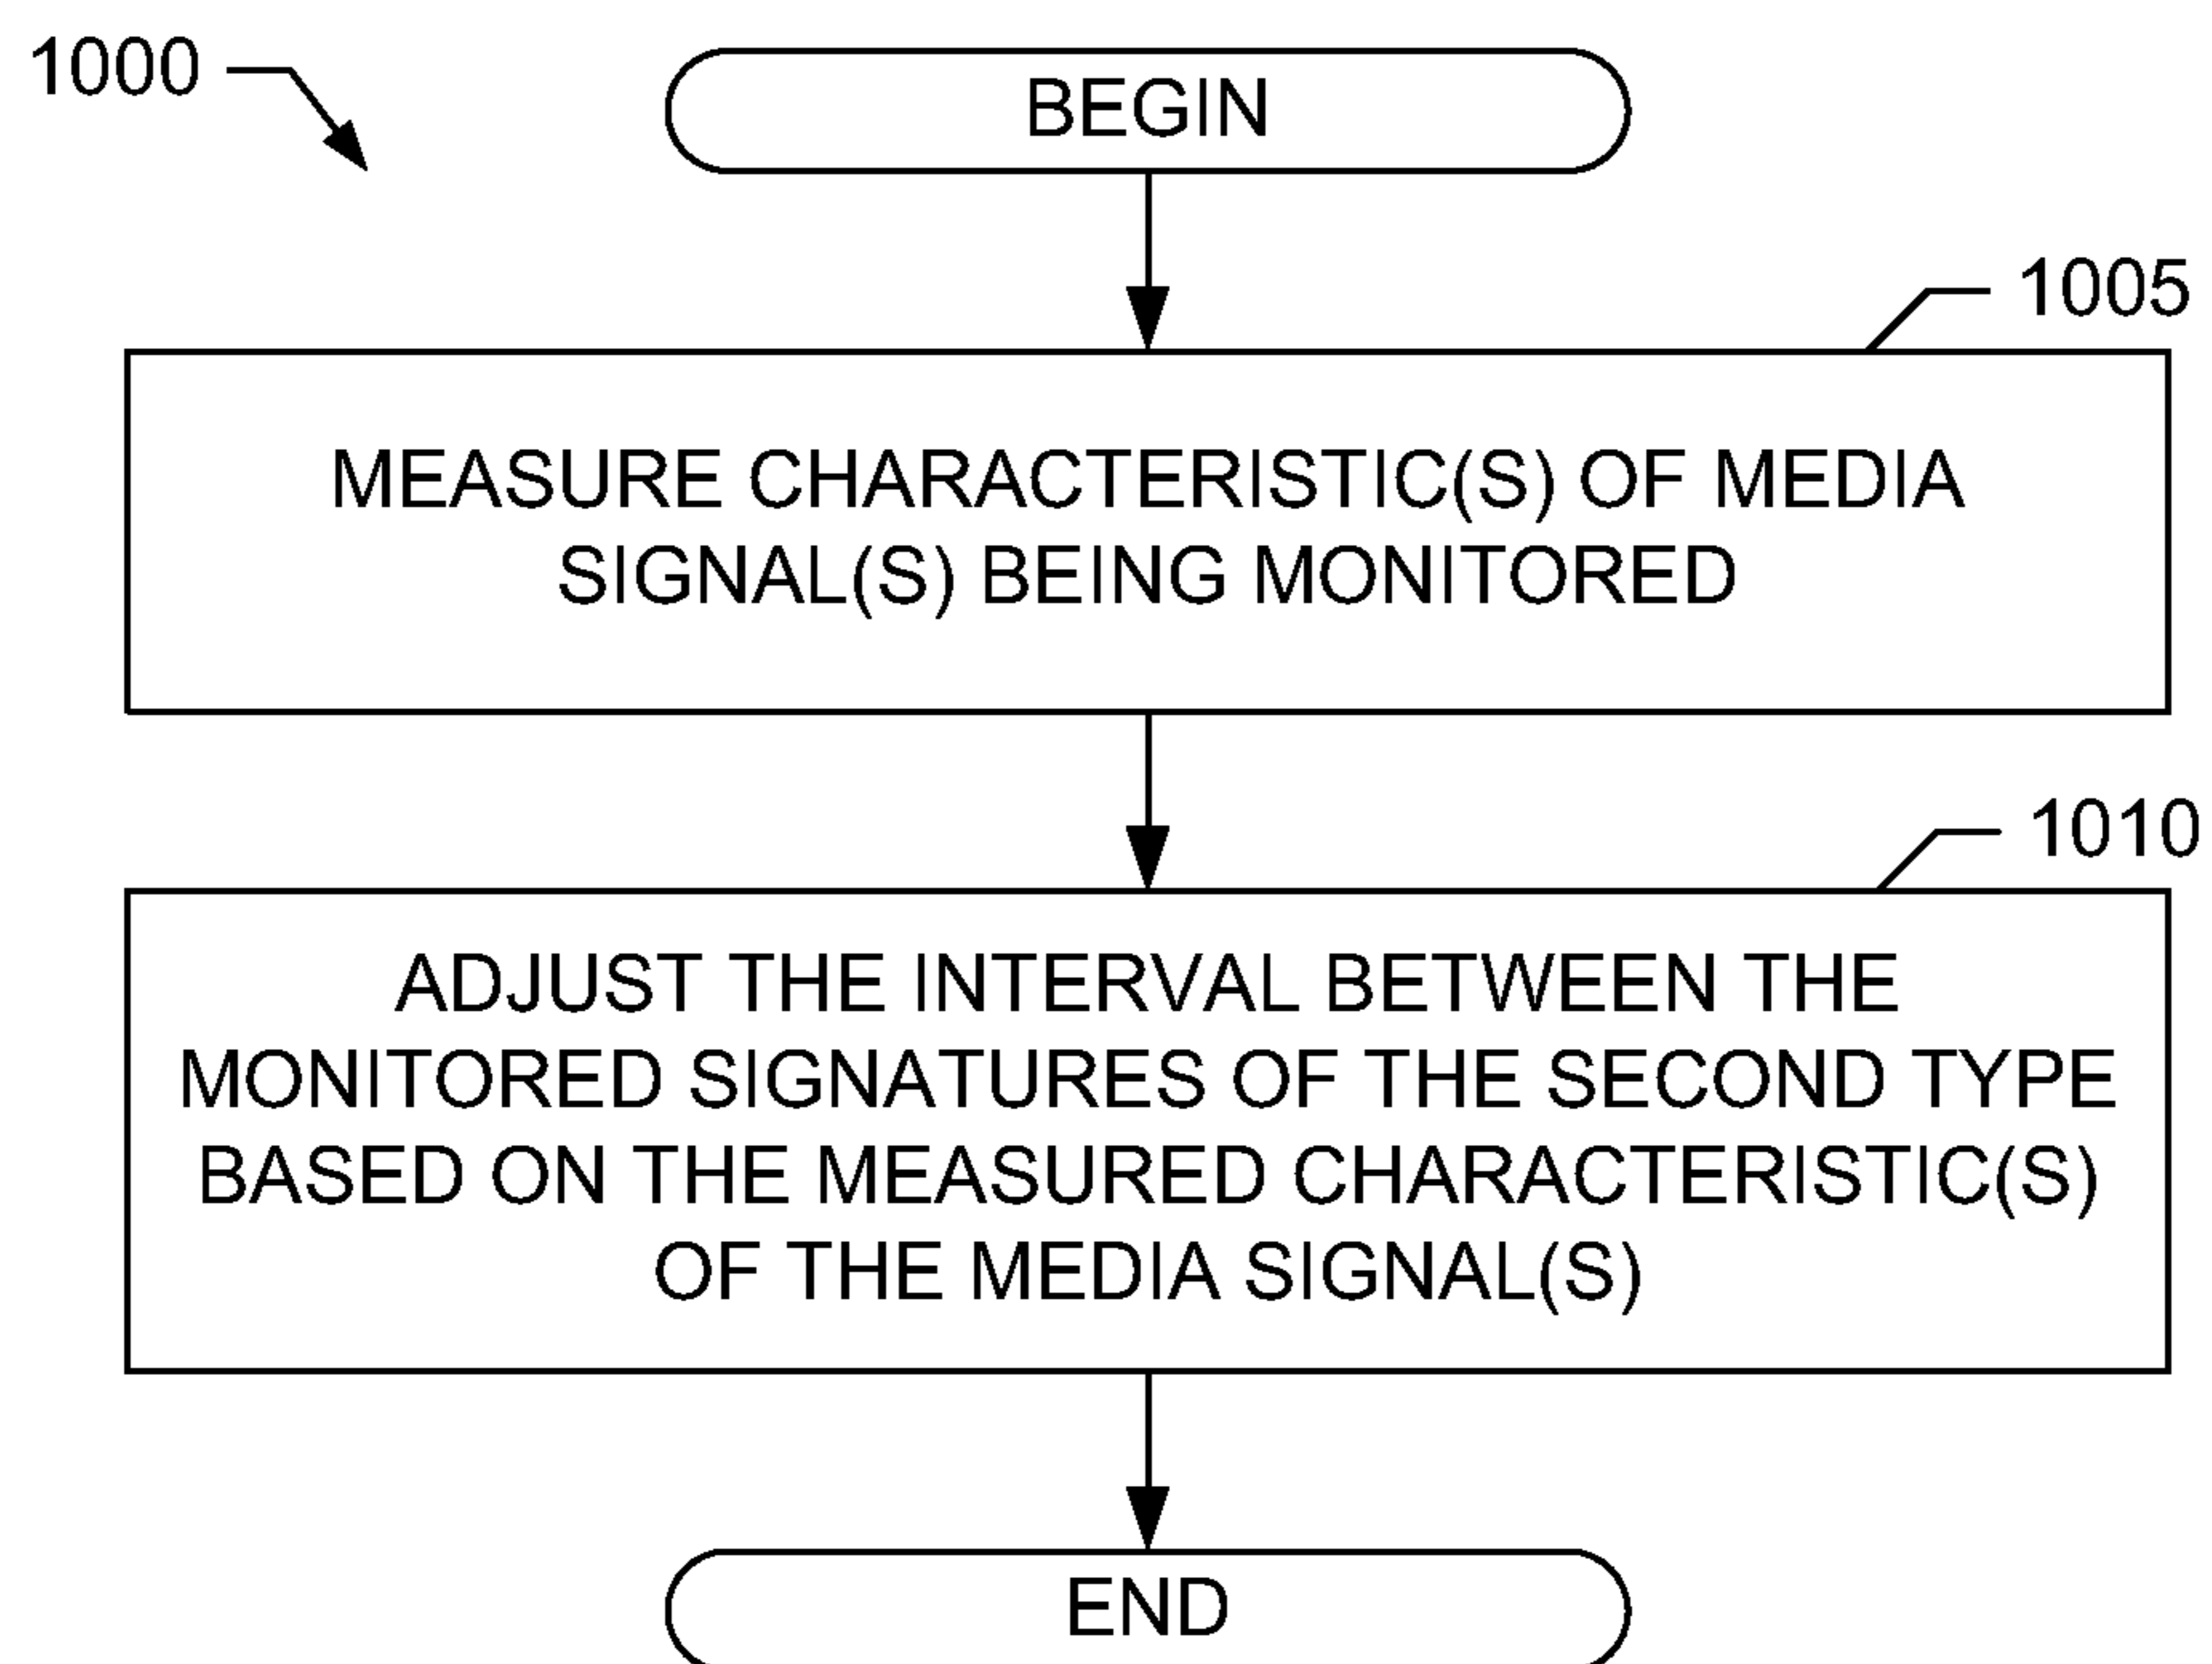 1000
BEGIN
1005
MEASURE CHARACTERISTIC(S) OF MEDIA
SIGNAL(S) BEING MONITORED
1010
ADJUST THE INTERVAL BETWEEN THE
MONITORED SIGNATURES OF THE SECOND TYPE
BASED ON THE MEASURED CHARACTERISTIC(S)
OF THE MEDIA SIGNAL(S)
END